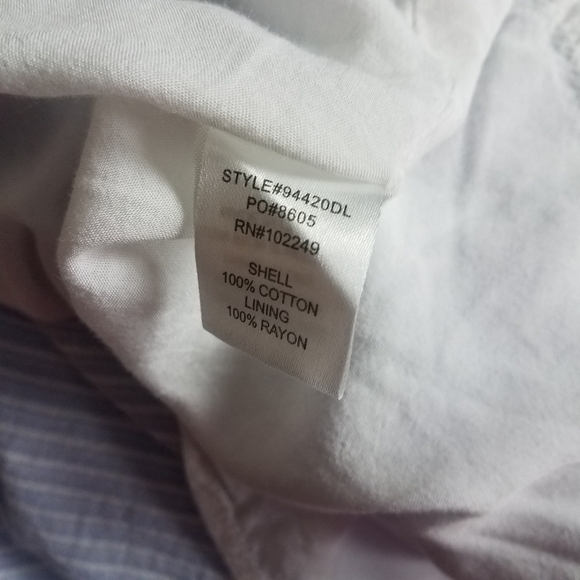 STYLE#94420DL
PO#8605
RN#102249
SHELL
100% COTTON
LINING
100% RAYON